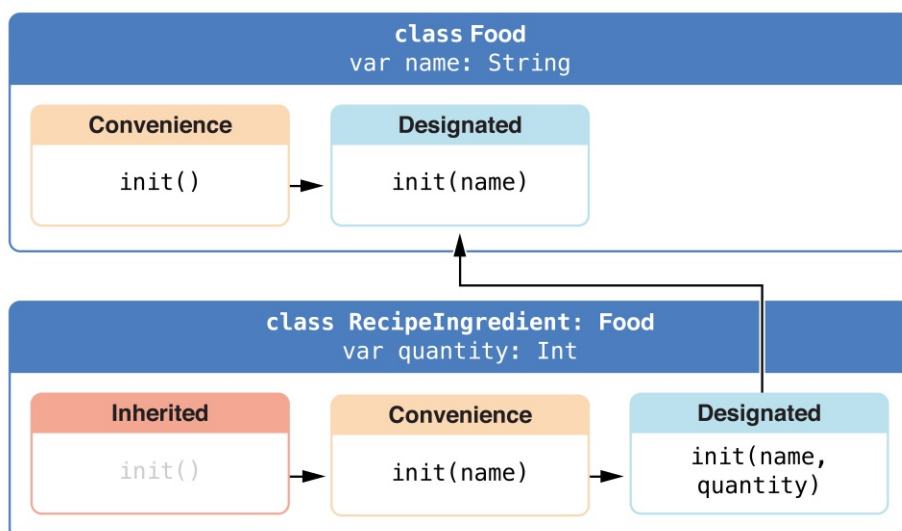 class Food
var name: String
Convenience
init()
Designated
init(name)
class RecipeIngredient: Food
var quantity: Int
Inherited
init()
Convenience
init(name)
Designated
init(name,
quantity)